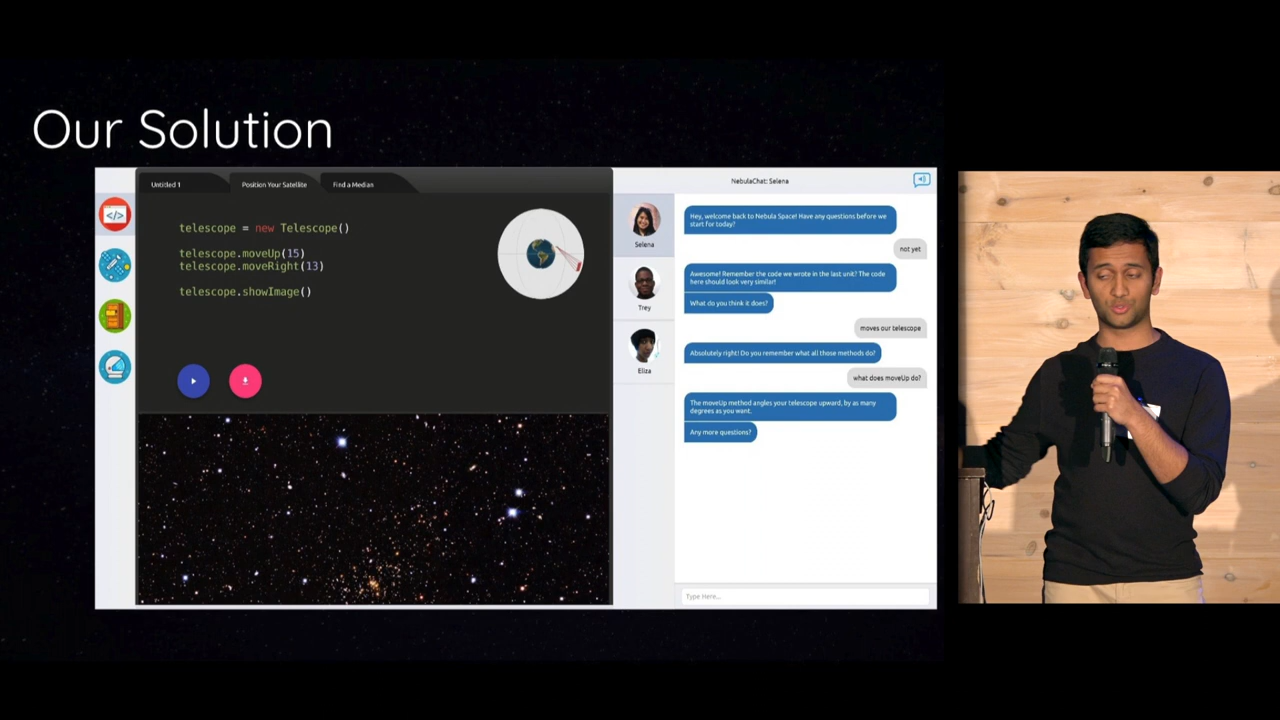 Our Solution
Untitled 1
Position Your Satellite
Find a Median
</>
telescope = new Telescope()
telescope.moveUp(15)
telescope.moveRight(13)
telescope.showImage()
Selena
Trey
Eliza
NebulaChat: Selena
Hey, welcome back to Nebula Space! Have any questions before we
start for today?
not yet
Awesome! Remember the code we wrote in the last unit? The code
here should look very similar!
What do you think it does?
moves our telescope
Absolutely right! Do you remember what all those methods do?
what does moveUp do?
The moveUp method angles your telescope upward, by as many
degrees as you want.
Any more questions?
Type Here...